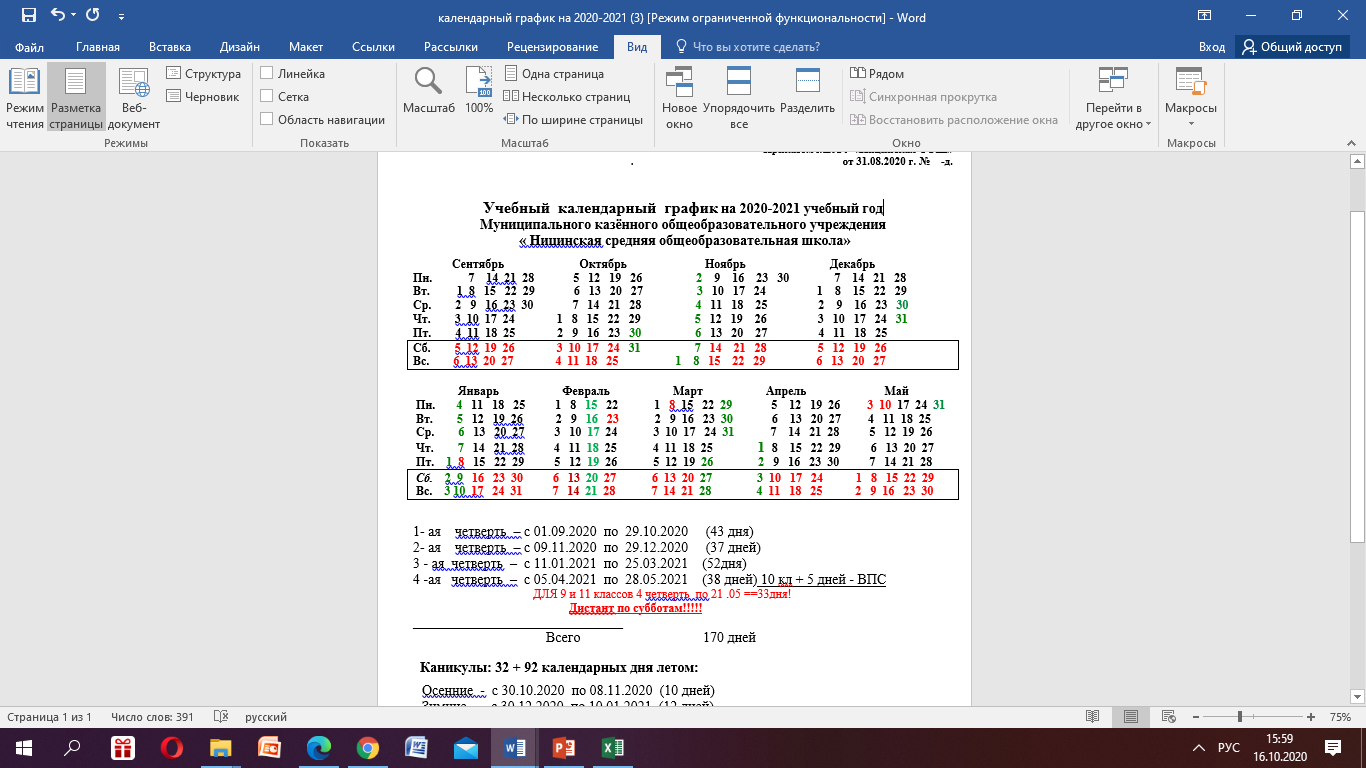 календарный график на 2020-2021 (3) [Режим ограниченной функциональности] - Word
Файл Главная Вставка Дизайн Макет Ссылки Рассылки Рецензирование Вид Что вы хотите сделать? Вход Общий доступ
Режим чтения
Разметка страницы
Веб-документ
Структура
Черновик
Режимы
Линейка
Сетка
Область навигации
Показать
Масштаб
100%
Одна страница
Несколько страниц
По ширине страницы
Масштаб
Новое окно
Упорядочить все
Разделить
Рядом
Синхронная прокрутка
Восстановить расположение окна
Окно
Перейти в другое окно
Макросы
Макросы
. от 31.08.2020 г. № -д.
Учебный календарный график на 2020-2021 учебный год
Муниципального казённого общеобразовательного учреждения
« Ницинская средняя общеобразовательная школа»
Сентябрь Октябрь Ноябрь Декабрь
Пн. 7 14 21 28 5 12 19 26 2 9 16 23 30 7 14 21 28
Вт. 1 8 15 22 29 6 13 20 27 3 10 17 24 1 8 15 22 29
Ср. 2 9 16 23 30 7 14 21 28 4 11 18 25 2 9 16 23 30
Чт. 3 10 17 24 1 8 15 22 29 5 12 19 26 3 10 17 24 31
Пт. 4 11 18 25 2 9 16 23 30 6 13 20 27 4 11 18 25
Сб. 5 12 19 26 3 10 17 24 31 7 14 21 28 5 12 19 26
Вс. 6 13 20 27 4 11 18 25 1 8 15 22 29 6 13 20 27
Январь Февраль Март Апрель Май
Пн. 4 11 18 25 1 8 15 22 1 8 15 22 29 5 12 19 26 3 10 17 24 31
Вт. 5 12 19 26 2 9 16 23 2 9 16 23 30 6 13 20 27 4 11 18 25
Ср. 6 13 20 27 3 10 17 24 3 10 17 24 31 7 14 21 28 5 12 19 26
Чт. 7 14 21 28 4 11 18 25 4 11 18 25 1 8 15 22 29 6 13 20 27
Пт. 1 8 15 22 29 5 12 19 26 5 12 19 26 2 9 16 23 30 7 14 21 28
Сб. 2 9 16 23 30 6 13 20 27 6 13 20 27 3 10 17 24 1 8 15 22 29
Вс. 3 10 17 24 31 7 14 21 28 7 14 21 28 4 11 18 25 2 9 16 23 30
1- ая четверть – с 01.09.2020 по 29.10.2020 (43 дня)
2- ая четверть – с 09.11.2020 по 29.12.2020 (37 дней)
3 - ая четверть – с 11.01.2021 по 25.03.2021 (52дня)
4 -ая четверть – с 05.04.2021 по 28.05.2021 (38 дней) 10 кл + 5 дней - ВПС
ДЛЯ 9 и 11 классов 4 четверть по 21 .05 ==33дня!
Дистант по субботам!!!!!
Всего 170 дней
Каникулы: 32 + 92 календарных дня летом:
Осенние - с 30.10.2020 по 08.11.2020 (10 дней)
Зимние с 30.12.2020 по 10.01.2021 (12 дней)
Страница 1 из 1 Число слов: 391 русский 75%
РУС 15:59
16.10.2020